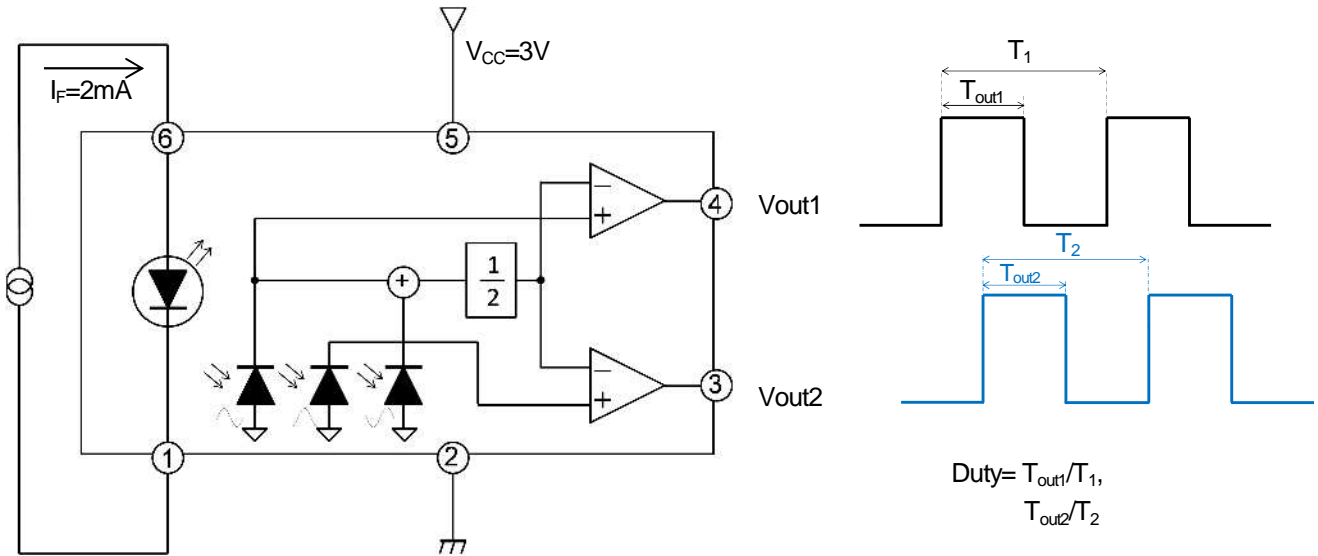 V_CC=3V
I_F=2mA
6
5
−
+
4
Vout1
+
1
2
−
+
3
Vout2
1
2
T_1
T_out1
T_2
T_out2
Duty= T_out1/T_1,
T_out2/T_2